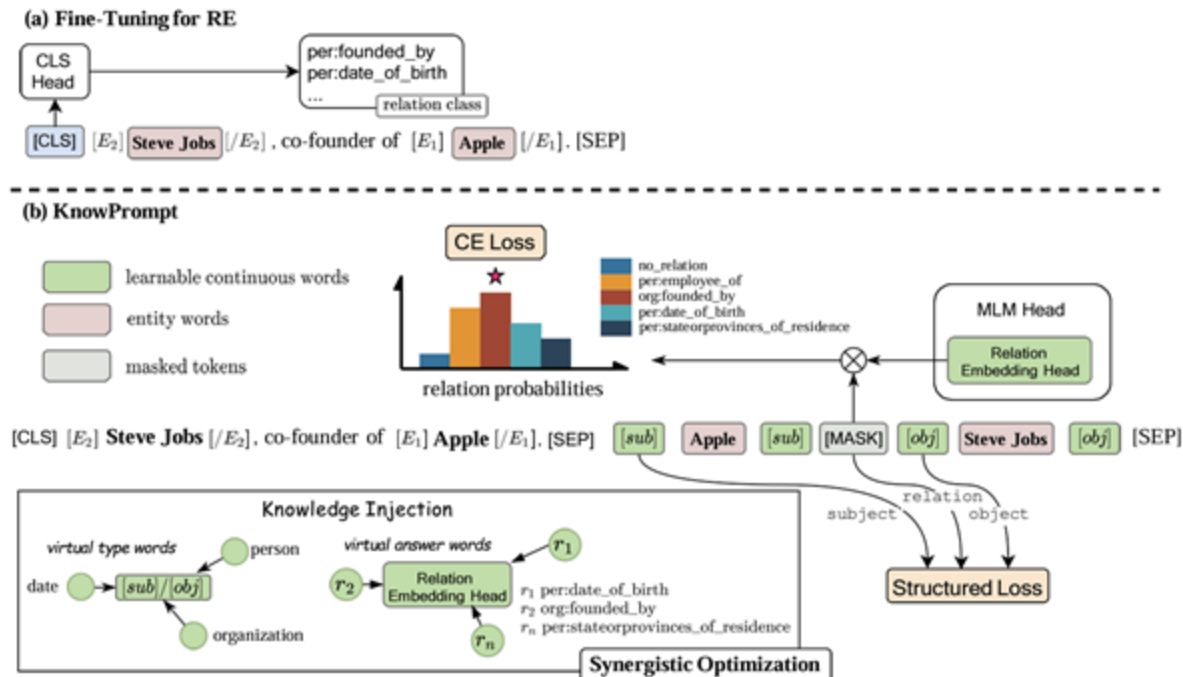 (a) Fine-Tuning for RE
CLS
Head
per:founded_by
per:date_of_birth
...
relation class
[CLS] [E₂] Steve Jobs [/E₂] , co-founder of [E₁] Apple [/E₁]. [SEP]
(b) KnowPrompt
learnable continuous words
entity words
masked tokens
CE Loss
relation probabilities
no_relation
per:employee_of
org:founded_by
per:date_of_birth
per:stateorprovinces_of_residence
MLM Head
Relation
Embedding Head
[CLS] [E₂] Steve Jobs [/E₂], co-founder of [E₁] Apple [/E₁]. [SEP] [sub] Apple [sub] [MASK] [obj] Steve Jobs [obj] [SEP]
subject
relation
object
Structured Loss
Knowledge Injection
virtual type words
person
date
[sub]/[obj]
organization
virtual answer words
r₁
r₂
Relation
Embedding Head
rₙ
r₁ per:date_of_birth
r₂ org:founded_by
rₙ per:stateorprovinces_of_residence
Synergistic Optimization